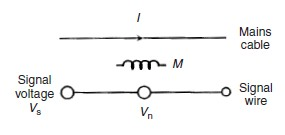 I
Mains
cable
M
Signal
voltage
Vs
Vn
Signal
wire